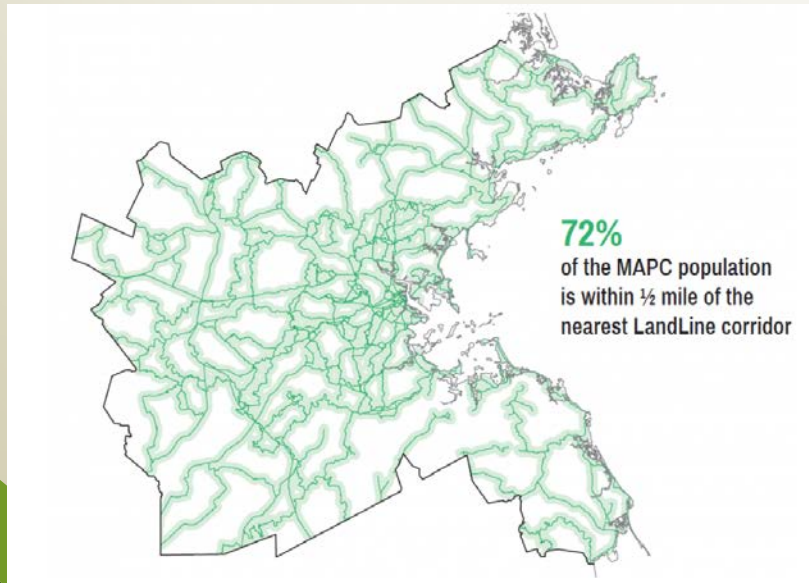 72%
of the MAPC population
is within ½ mile of the
nearest LandLine corridor